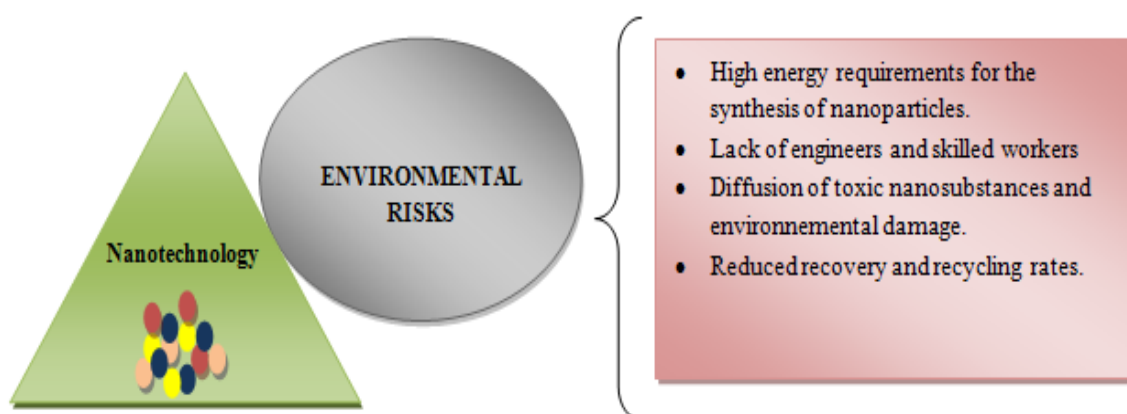 Nanotechnology
ENVIRONMENTAL
RISKS
• High energy requirements for the
synthesis of nanoparticles.
• Lack of engineers and skilled workers
• Diffusion of toxic nanosubstances and
environnemental damage.
• Reduced recovery and recycling rates.